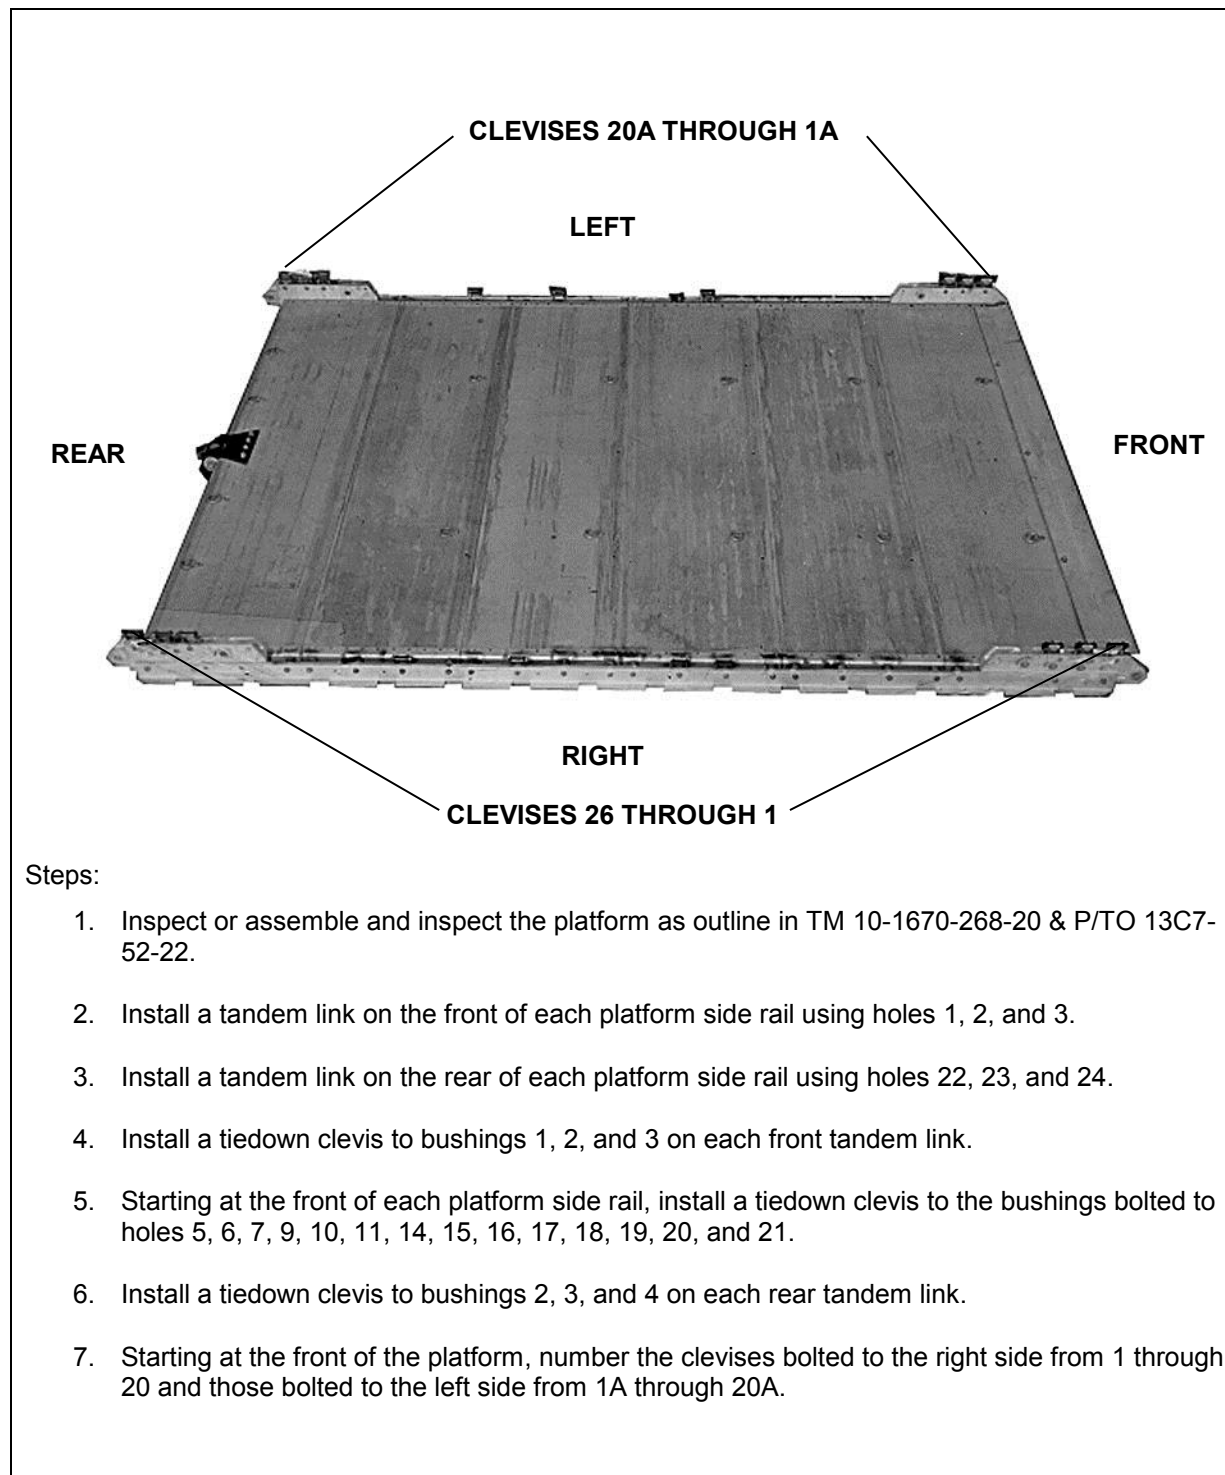 CLEVISES 20A THROUGH 1A
LEFT
REAR
FRONT
RIGHT
CLEVISES 26 THROUGH 1
Steps:
1. Inspect or assemble and inspect the platform as outline in TM 10-1670-268-20 & P/TO 13C7-
52-22.
2. Install a tandem link on the front of each platform side rail using holes 1, 2, and 3.
3. Install a tandem link on the rear of each platform side rail using holes 22, 23, and 24.
4. Install a tiedown clevis to bushings 1, 2, and 3 on each front tandem link.
5. Starting at the front of each platform side rail, install a tiedown clevis to the bushings bolted to
holes 5, 6, 7, 9, 10, 11, 14, 15, 16, 17, 18, 19, 20, and 21.
6. Install a tiedown clevis to bushings 2, 3, and 4 on each rear tandem link.
7. Starting at the front of the platform, number the clevises bolted to the right side from 1 through
20 and those bolted to the left side from 1A through 20A.